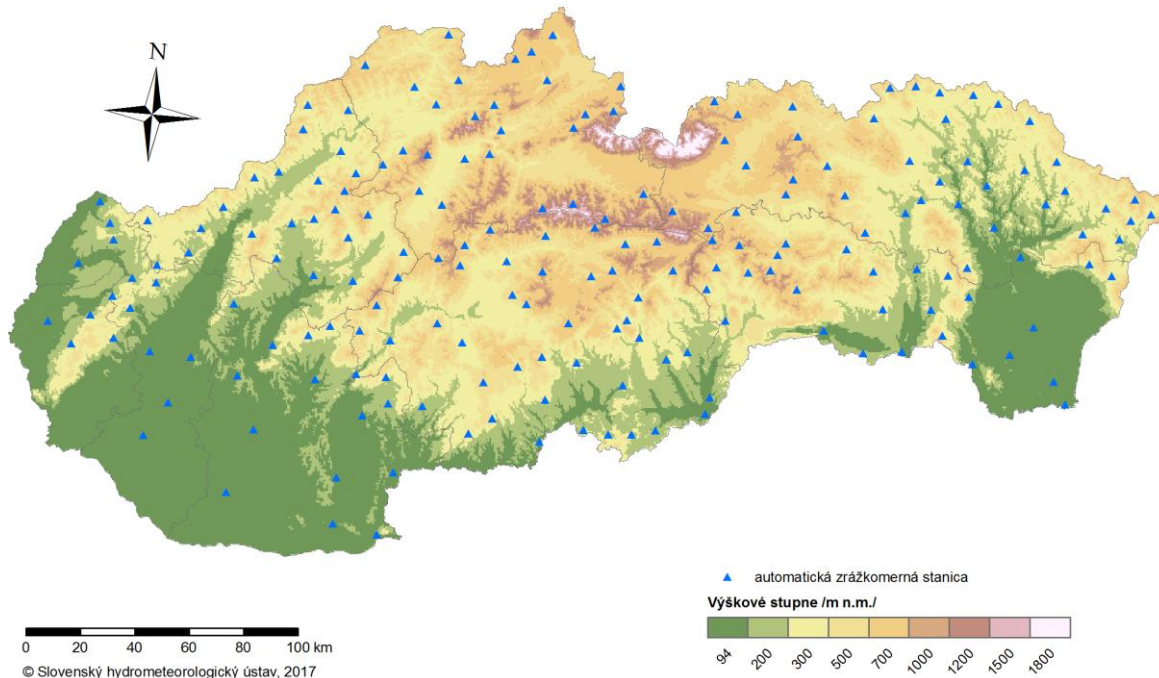 N
automatická zrážkomerná stanica
Výškové stupne /m n.m./
94 200 300 500 700 1000 1200 1500 1800
0 20 40 60 80 100 km
© Slovenský hydrometeorologický ústav, 2017